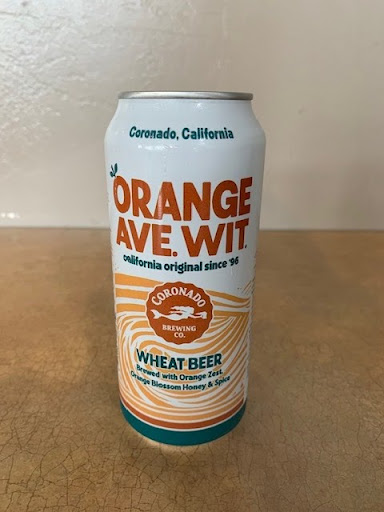 Coronado, California
ORANGE
AVE. WIT.
california original since '96
CORONADO
BREWING
CO.
WHEAT BEER
Brewed with Orange Zest,
Orange Blossom Honey & Spice